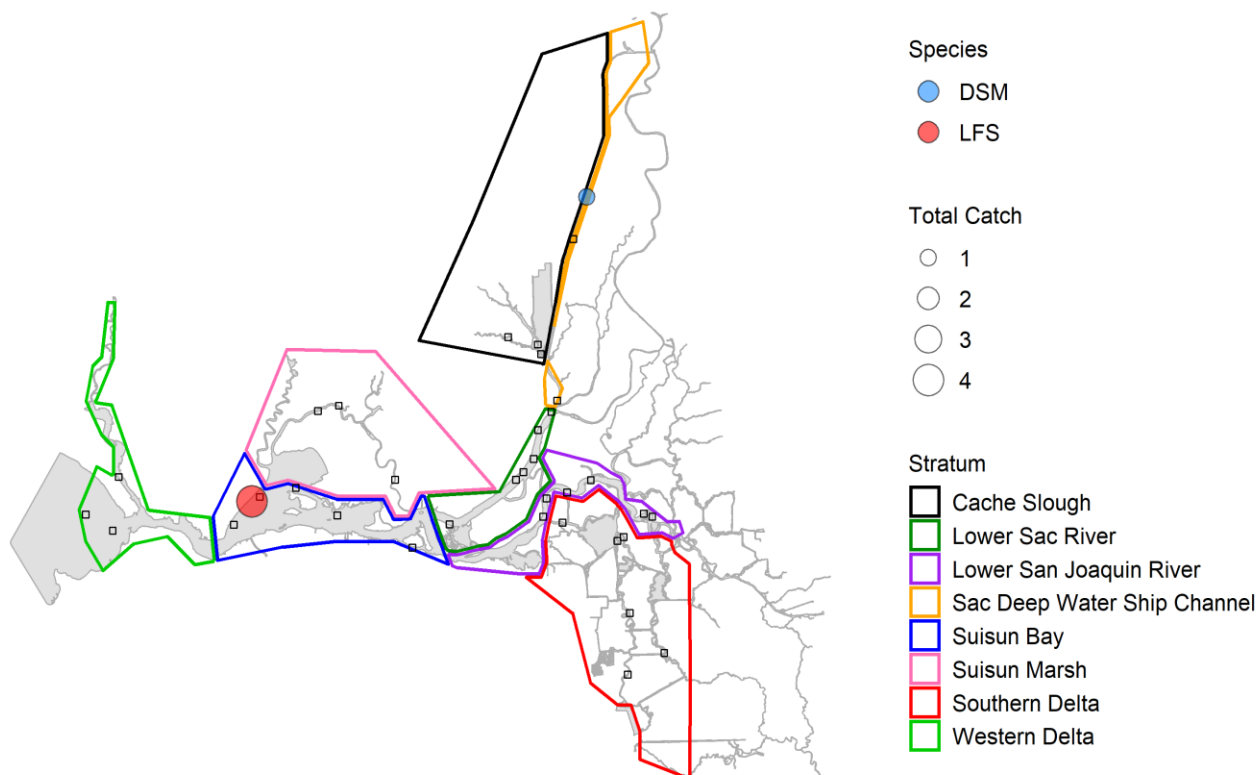 Species
DSM
LFS
Total Catch
1
2
3
4
Stratum
Cache Slough
Lower Sac River
Lower San Joaquin River
Sac Deep Water Ship Channel
Suisun Bay
Suisun Marsh
Southern Delta
Western Delta